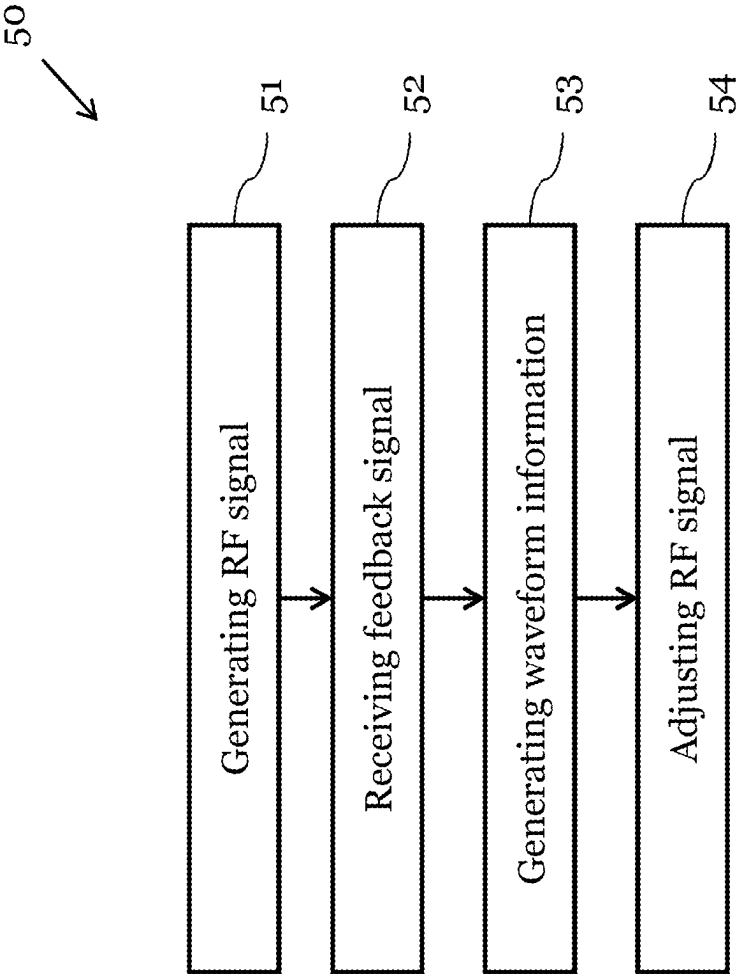 50
Generating RF signal
51
Receiving feedback signal
52
Generating waveform information
53
Adjusting RF signal
54